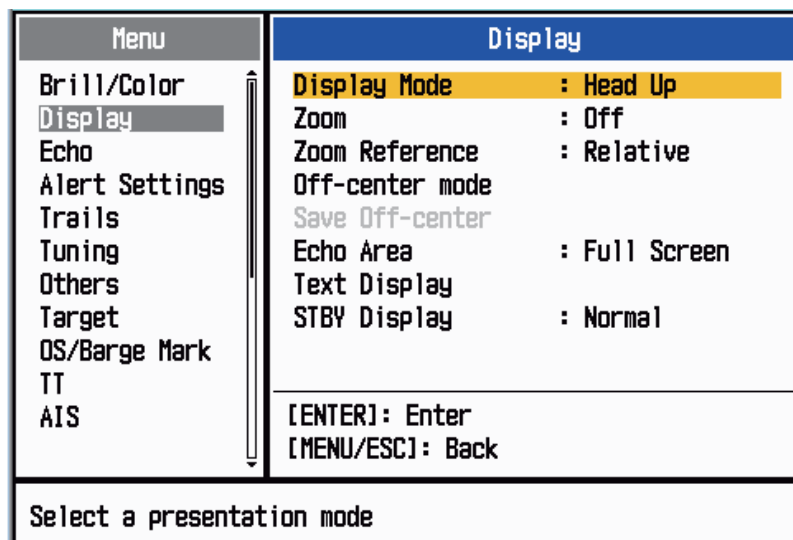 Menu
Brill/Color
Display
Echo
Alert Settings
Trails
Tuning
Others
Target
OS/Barge Mark
TT
AIS
Display
Display Mode : Head Up
Zoom : Off
Zoom Reference : Relative
Off-center mode
Save Off-center
Echo Area : Full Screen
Text Display
STBY Display : Normal
[ENTER]: Enter
[MENU/ESC]: Back
Select a presentation mode